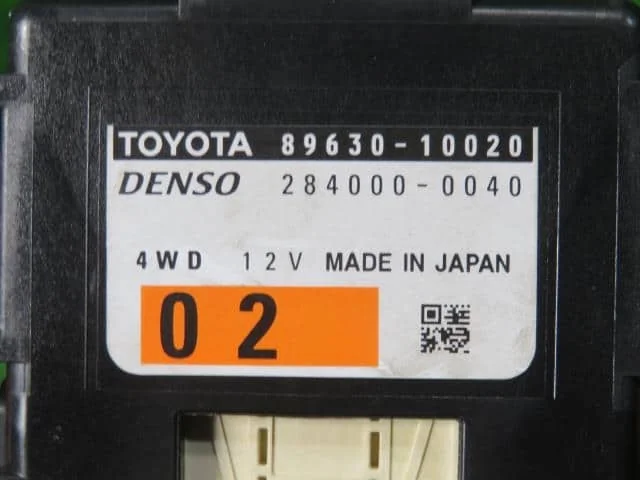 TOYOTA 89630-10020
DENSO 284000-0040
4WD 12V MADE IN JAPAN
02